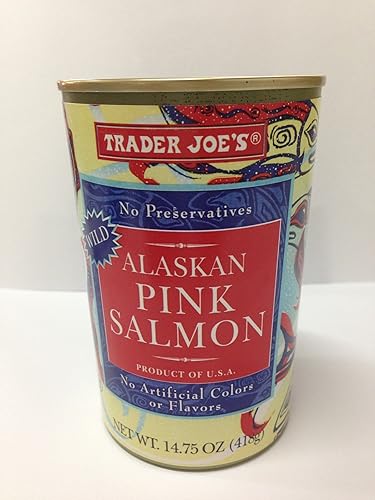 TRADER JOE'S®
No Preservatives
WILD
ALASKAN
PINK
SALMON
PRODUCT OF U.S.A.
No Artificial Colors
or Flavors
NET WT. 14.75 OZ (418g)